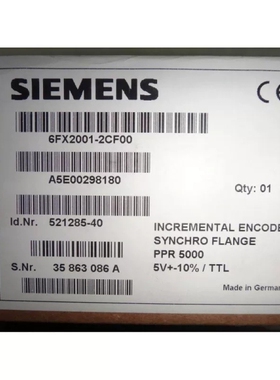 SIEMENS
6FX2001-2CF00
A5E00298180
Qty: 01
Id.Nr. 521285-40
INCREMENTAL ENCODE
SYNCHRO FLANGE
PPR 5000
S.Nr. 35 863 086 A
5V+-10% / TTL
Made in German